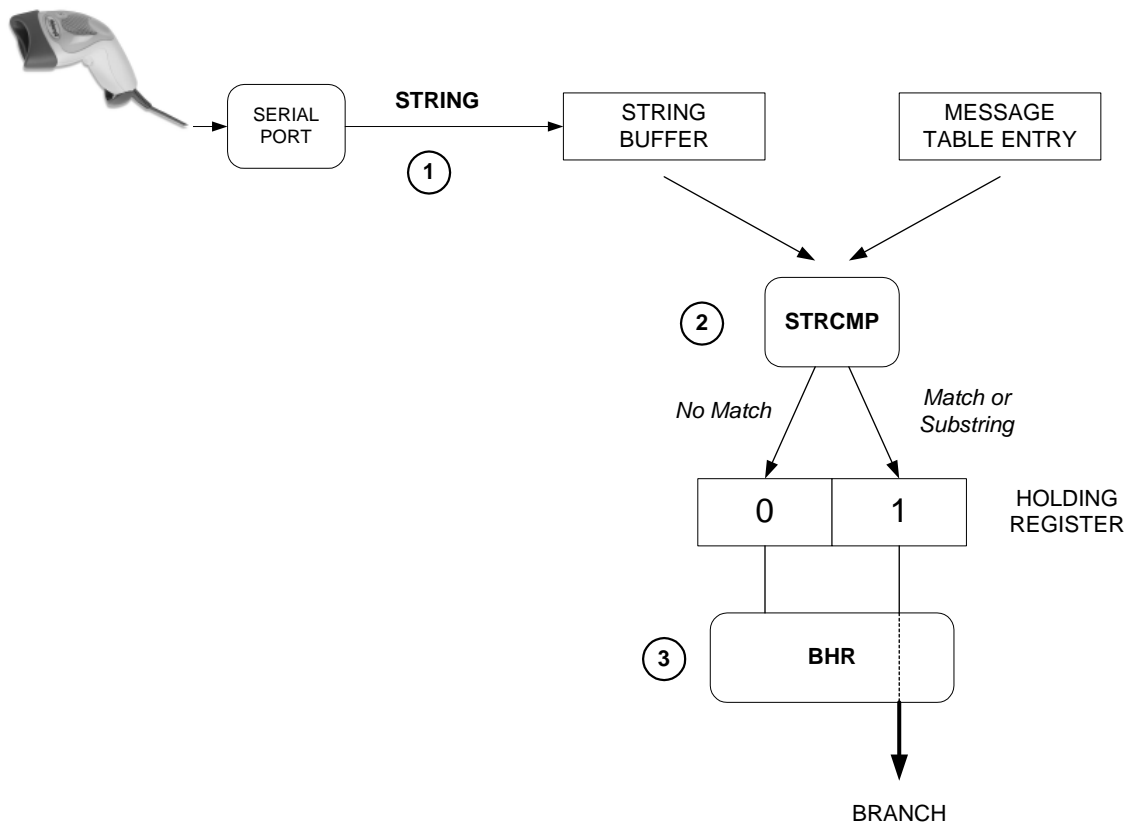 STRING
SERIAL
PORT
STRING
BUFFER
MESSAGE
TABLE ENTRY
1
2
STRCMP
No Match
Match or
Substring
0
1
HOLDING
REGISTER
3
BHR
BRANCH